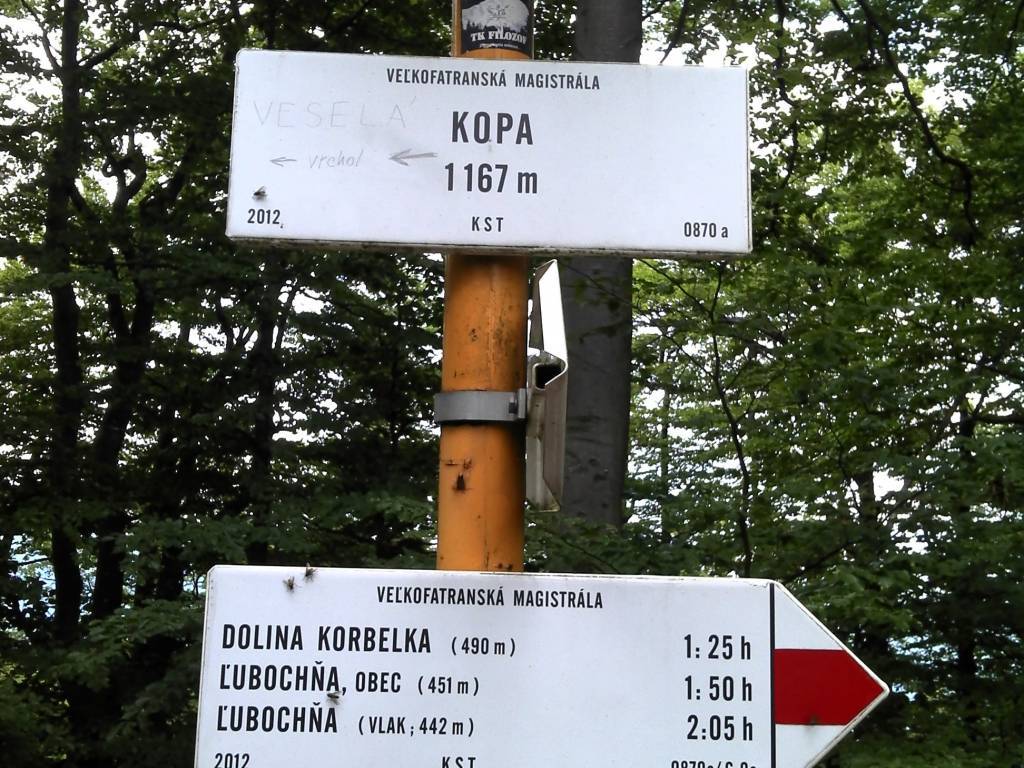 TK FILOZOF
VEĽKOFATRANSKÁ MAGISTRÁLA
VESELÁ
KOPA
← vrchol ←
1167 m
2012
KST
0870 a
VEĽKOFATRANSKÁ MAGISTRÁLA
DOLINA KORBELKA (490 m) 1:25 h
ĽUBOCHŇA, OBEC (451 m) 1:50 h
ĽUBOCHŇA (VLAK; 442 m) 2:05 h
2012 KST